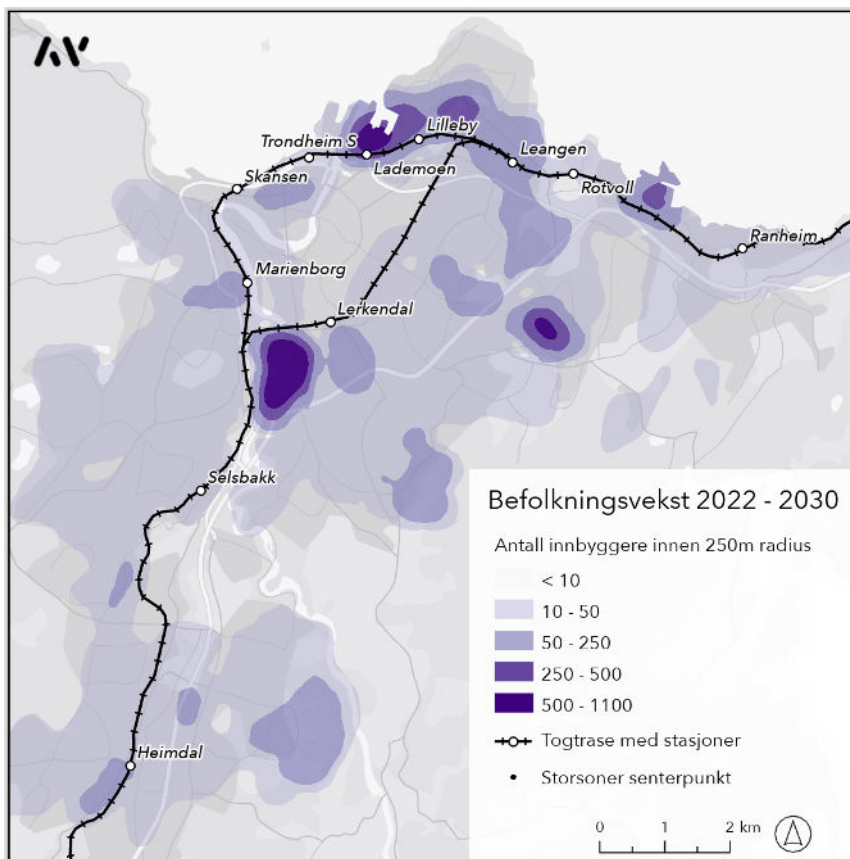 AV
Lilleby
Trondheim S
Leangen
Lademoen
Skansen
Rotvoll
Ranheim
Marienborg
Lerkendal
Selsbakk
Heimdal
Befolkningsvekst 2022 - 2030
Antall innbyggere innen 250m radius
< 10
10 - 50
50 - 250
250 - 500
500 - 1100
Togtrase med stasjoner
Storsoner senterpunkt
0 1 2 km